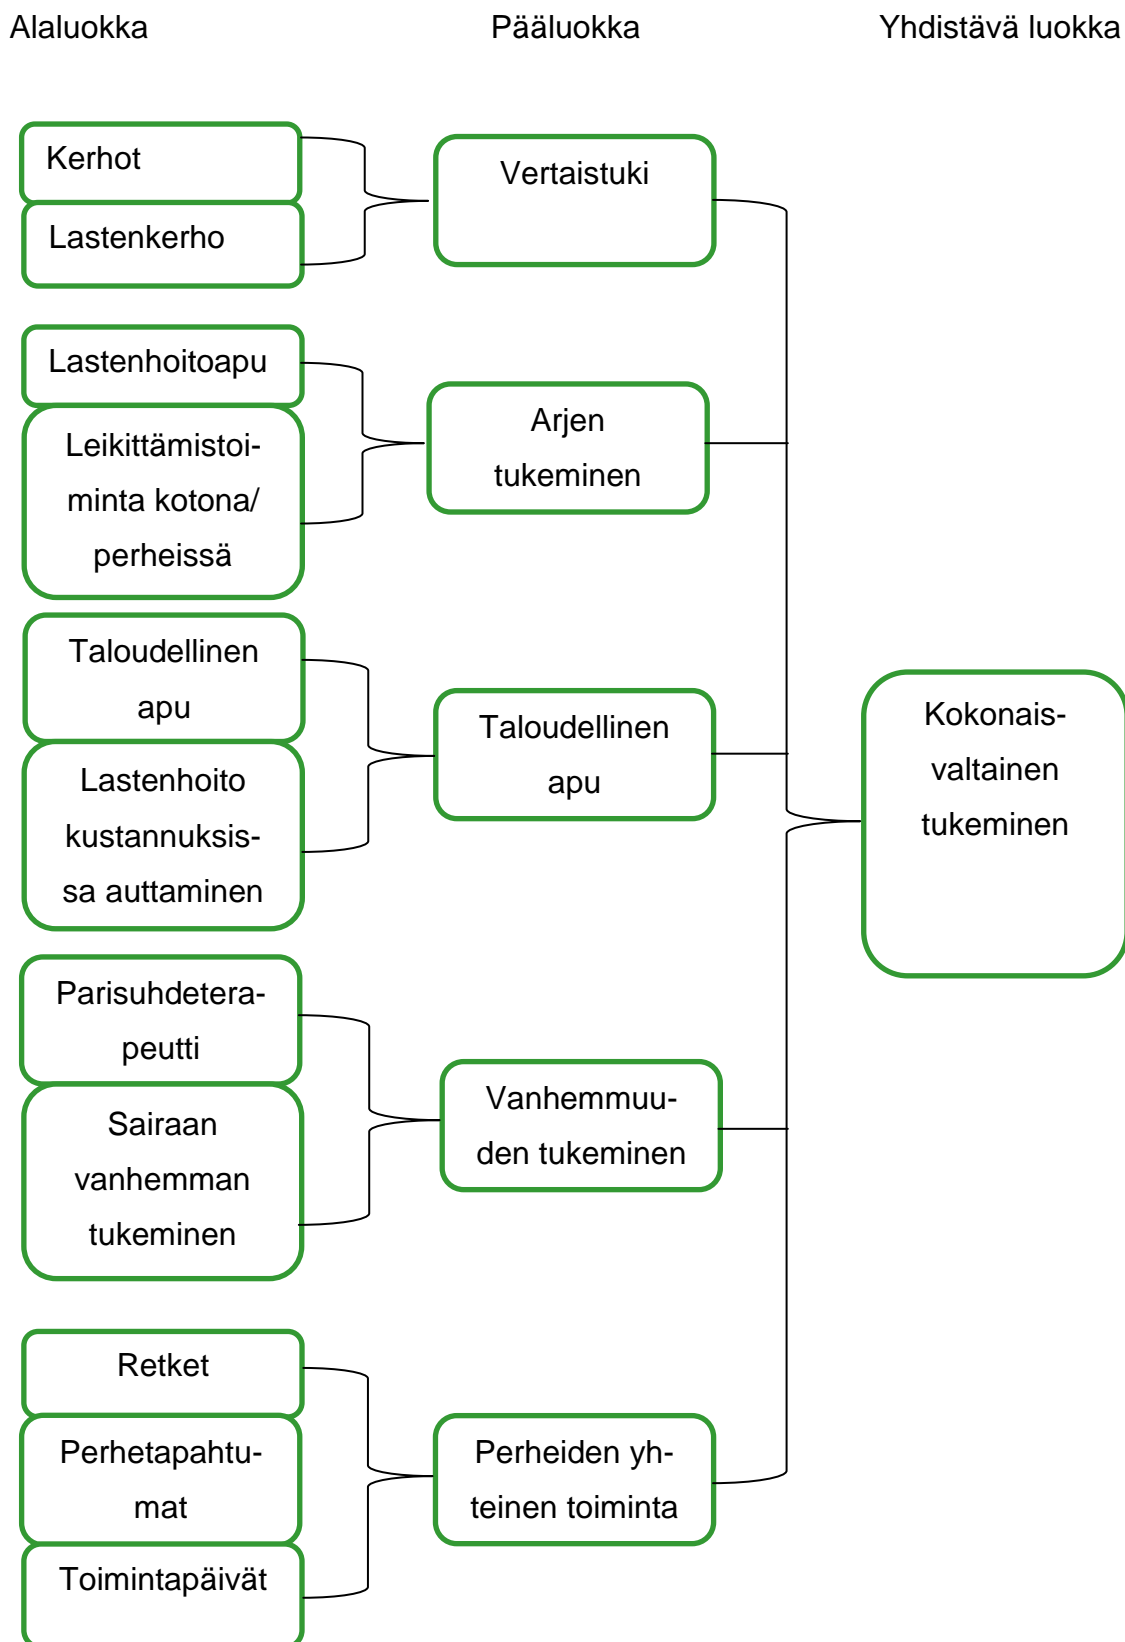 Alaluokka
Pääluokka
Yhdistävä luokka
Kerhot
Lastenkerho
Vertaistuki
Lastenhoitoapu
Leikittämistoi-
minta kotona/
perheissä
Arjen
tukeminen
Taloudellinen
apu
Lastenhoito
kustannuksis-
sa auttaminen
Taloudellinen
apu
Parisuhdetera-
peutti
Sairaan
vanhemman
tukeminen
Vanhemmuu-
den tukeminen
Retket
Perhetapahtu-
mat
Toimintapäivät
Perheiden yh-
teinen toiminta
Kokonais-
valtainen
tukeminen